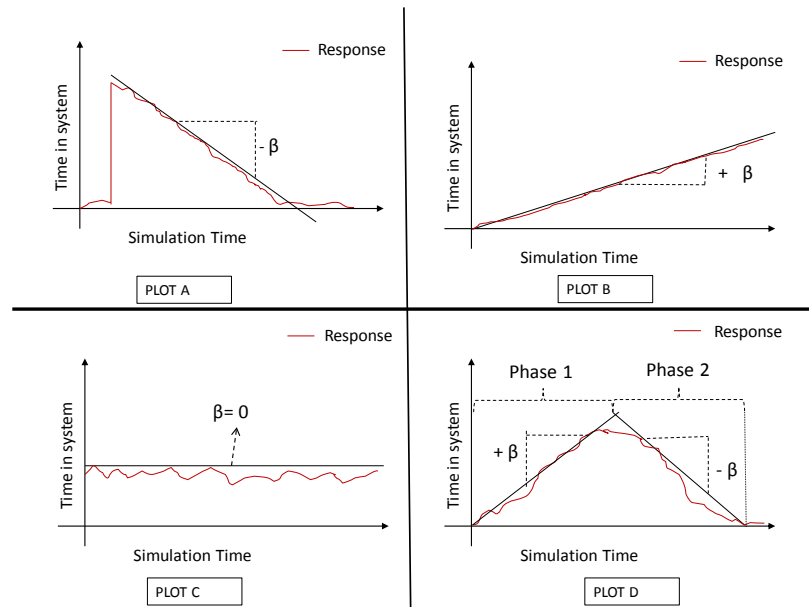 Response
Time in system
- β
Simulation Time
PLOT A
Response
Time in system
+ β
Simulation Time
PLOT B
Response
β= 0
Time in system
Simulation Time
PLOT C
Response
Phase 1
Phase 2
Time in system
+ β
- β
Simulation Time
PLOT D